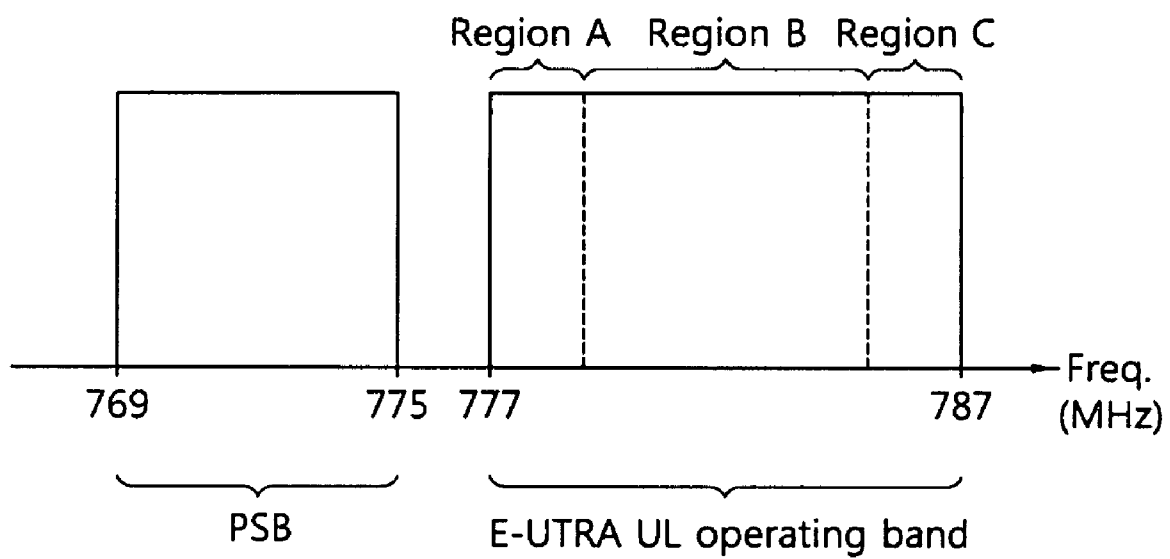 Region A Region B Region C
769 775 777 787 Freq.
(MHz)
PSB E-UTRA UL operating band